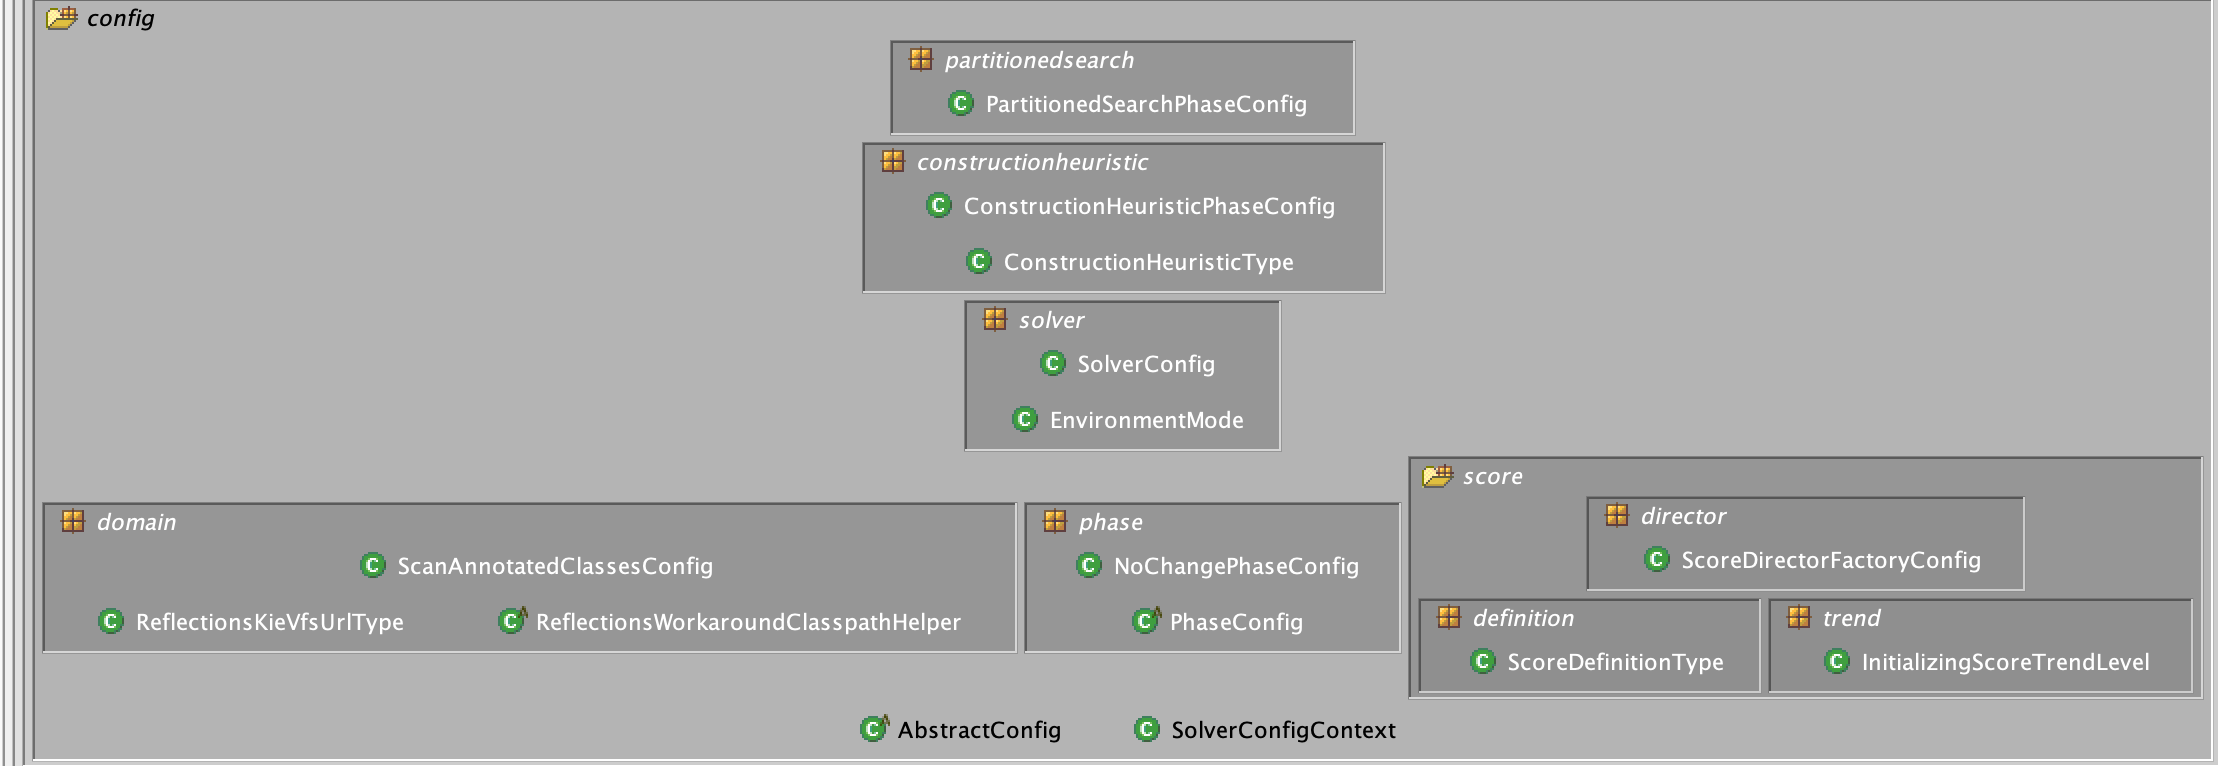 config
partitionedsearch
PartitionedSearchPhaseConfig
constructionheuristic
ConstructionHeuristicPhaseConfig
ConstructionHeuristicType
solver
SolverConfig
EnvironmentMode
domain
ScanAnnotatedClassesConfig
ReflectionsKieVfsUrlType
ReflectionsWorkaroundClasspathHelper
phase
NoChangePhaseConfig
PhaseConfig
score
director
ScoreDirectorFactoryConfig
definition
ScoreDefinitionType
trend
InitializingScoreTrendLevel
AbstractConfig
SolverConfigContext